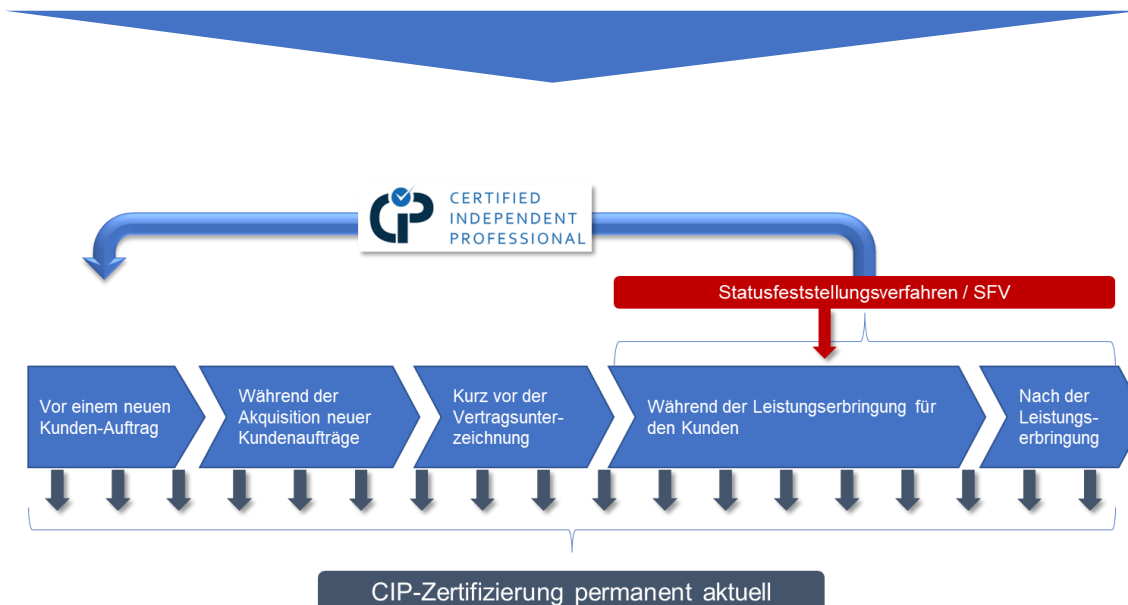 CIP
CERTIFIED
INDEPENDENT
PROFESSIONAL
Statusfeststellungsverfahren / SFV
Vor einem neuen
Kunden-Auftrag
Während der
Akquisition neuer
Kundenaufträge
Kurz vor der
Vertragsunter-
zeichnung
Während der Leistungserbringung für
den Kunden
Nach der
Leistungs-
erbringung
CIP-Zertifizierung permanent aktuell